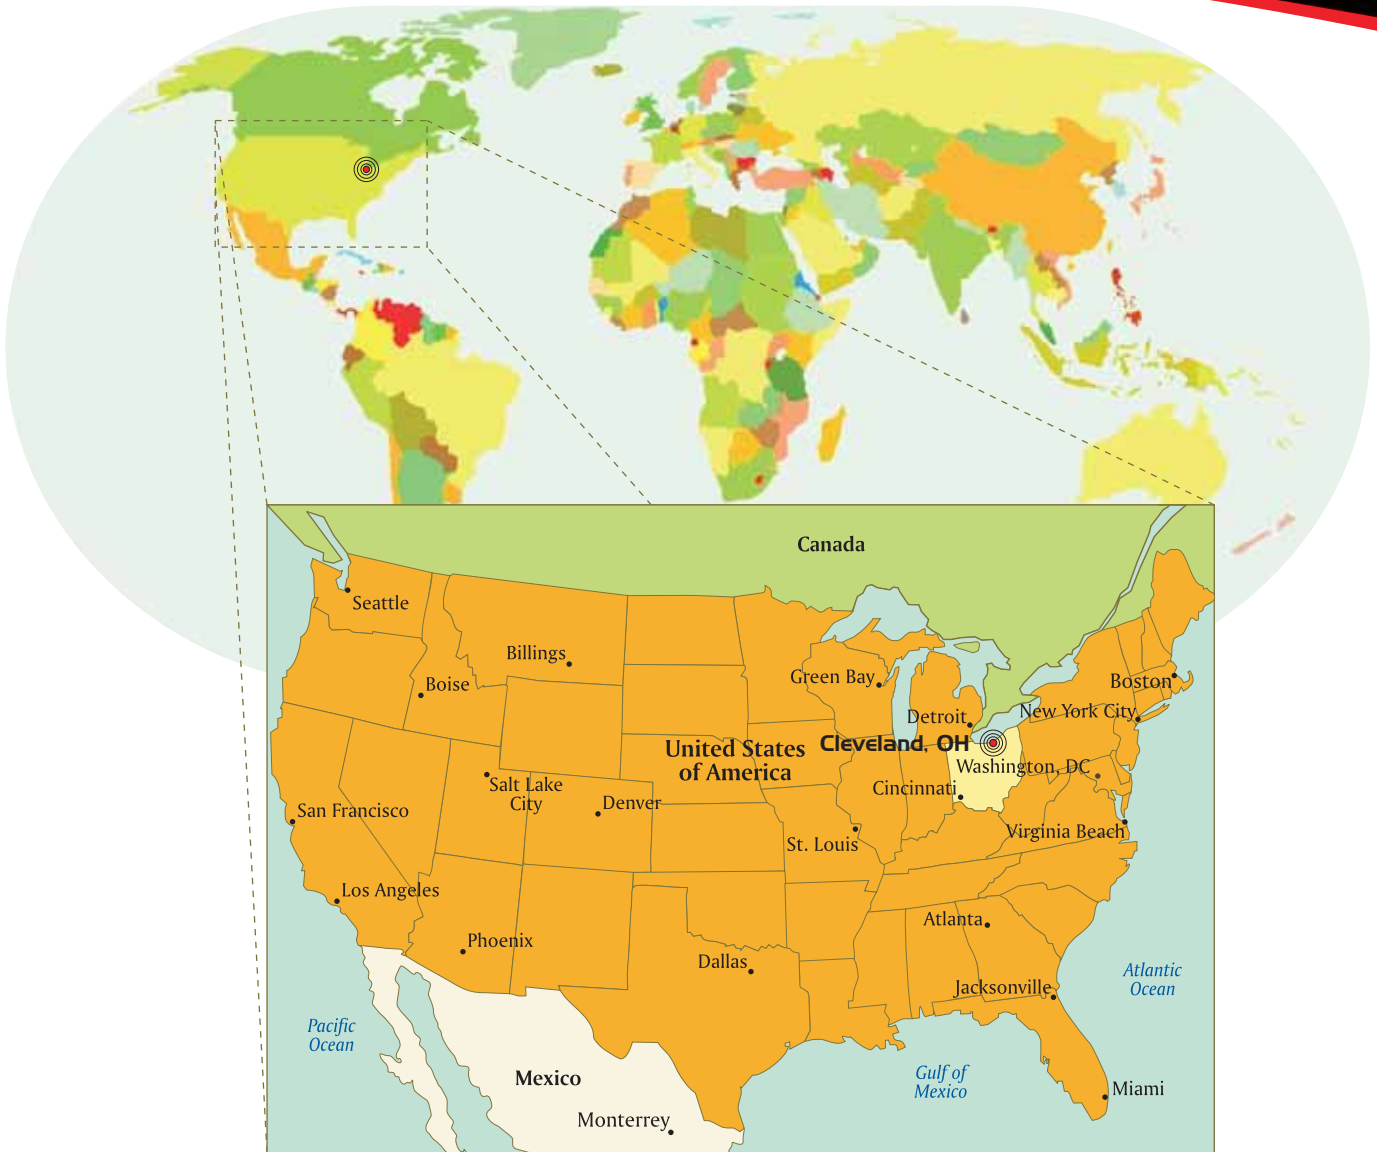 Canada
Seattle
Billings
Boise
Green Bay
Boston
Detroit
New York City
Cleveland, OH
United States
of America
Washington, DC
Salt Lake
City
Cincinnati
Denver
San Francisco
Virginia Beach
St. Louis
Los Angeles
Atlanta
Phoenix
Dallas
Atlantic
Ocean
Jacksonville
Pacific
Ocean
Gulf of
Mexico
Mexico
Miami
Monterrey